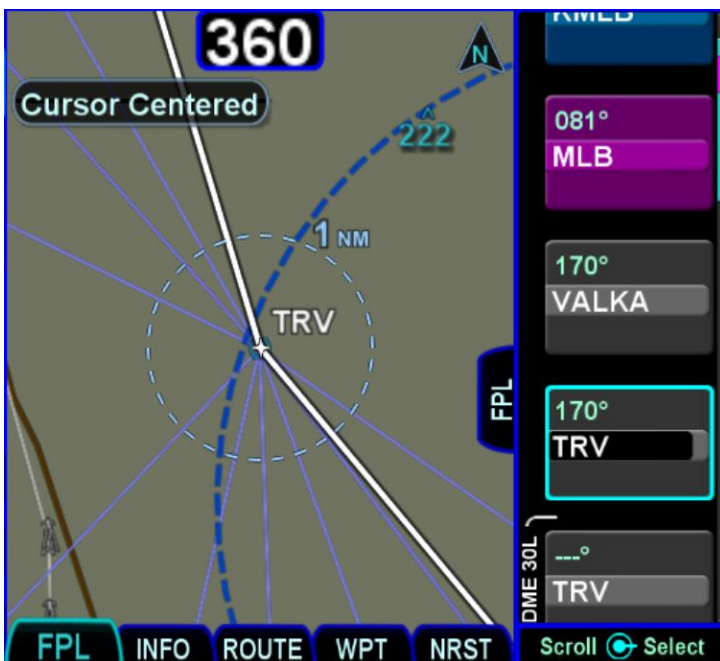 360
N
Cursor Centered
222
1 NM
TRV
FPL
KMLB
081°
MLB
170°
VALKA
170°
TRV
DME 30L
---°
TRV
FPL INFO ROUTE WPT NRST
Scroll Select